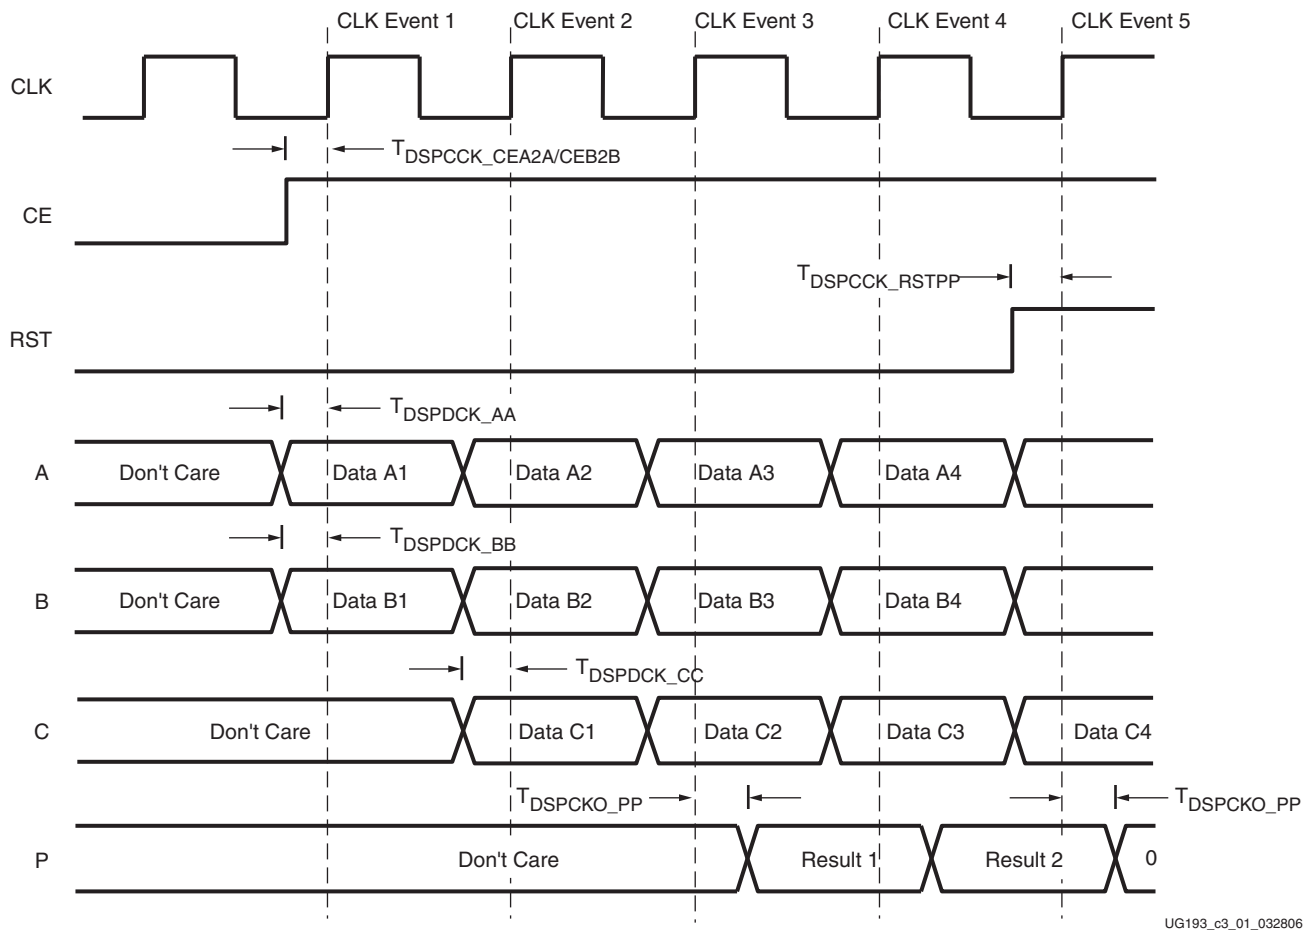 CLK Event 1 CLK Event 2 CLK Event 3 CLK Event 4 CLK Event 5
CLK
TDSPCCK_CEA2A/CEB2B
CE
TDSPCCK_RSTPP
RST
TDSPDCK_AA
A Don't Care Data A1 Data A2 Data A3 Data A4
TDSPDCK_BB
B Don't Care Data B1 Data B2 Data B3 Data B4
TDSPDCK_CC
C Don't Care Data C1 Data C2 Data C3 Data C4
TDSPCKO_PP TDSPCKO_PP
P Don't Care Result 1 Result 2 0
UG193_c3_01_032806